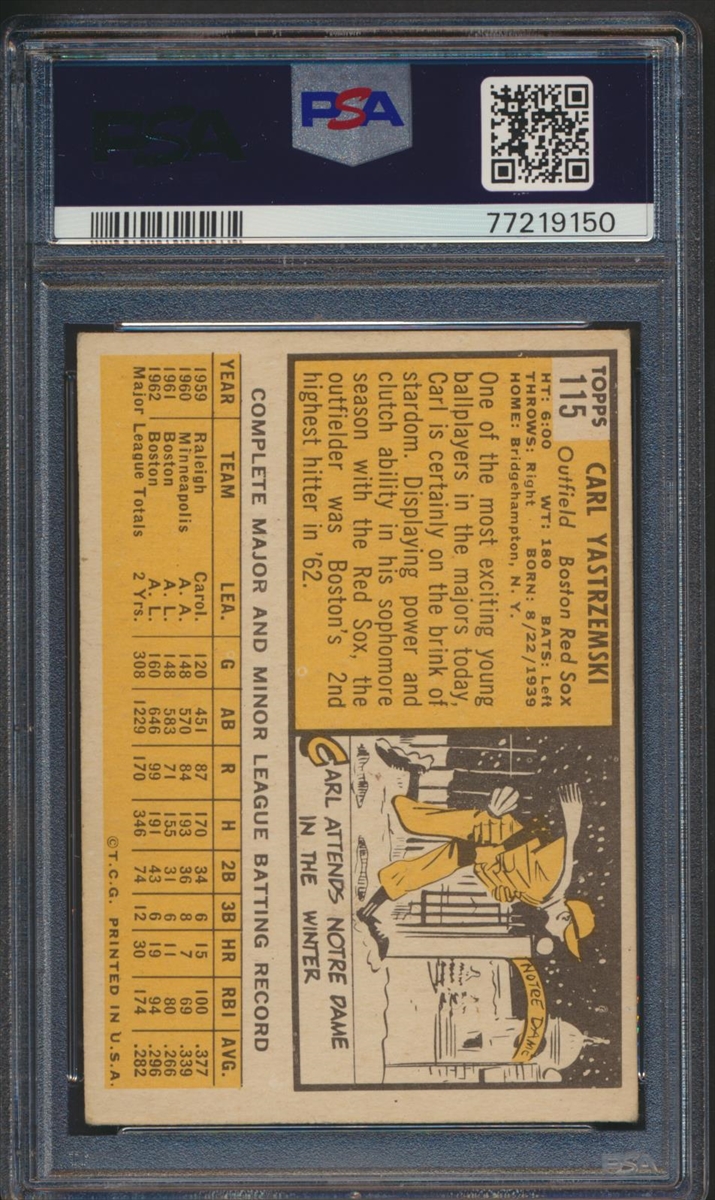 PSA
PSA
77219150
TOPPS
115
CARL YASTRZEMSKI
Outfield Boston Red Sox
HT: 6:00 WT: 180 BATS: Left
THROWS: Right BORN: 8/22/1939
HOME: Bridgehampton, N. Y.
One of the most exciting young
ballplayers in the majors today,
Carl is certainly on the brink of
stardom. Displaying power and
clutch ability in his sophomore
season with the Red Sox, the
outfielder was Boston's 2nd
highest hitter in '62.
NOTRE DAME
CARL ATTENDS NOTRE DAME
IN THE WINTER
COMPLETE MAJOR AND MINOR LEAGUE BATTING RECORD
YEAR TEAM LEA. G AB R H 2B 3B HR RBI AVG.
1959 Raleigh Carol. 120 451 87 170 34 6 15 100 .377
1960 Minneapolis A. A. 148 570 84 193 36 8 7 69 .339
1961 Boston A. L. 148 583 71 155 31 6 11 80 .266
1962 Boston A. L. 160 646 99 191 43 6 19 94 .296
Major League Totals 2 Yrs. 308 1229 170 346 74 12 30 174 .282
©T.C.G. PRINTED IN U.S.A.
PSA